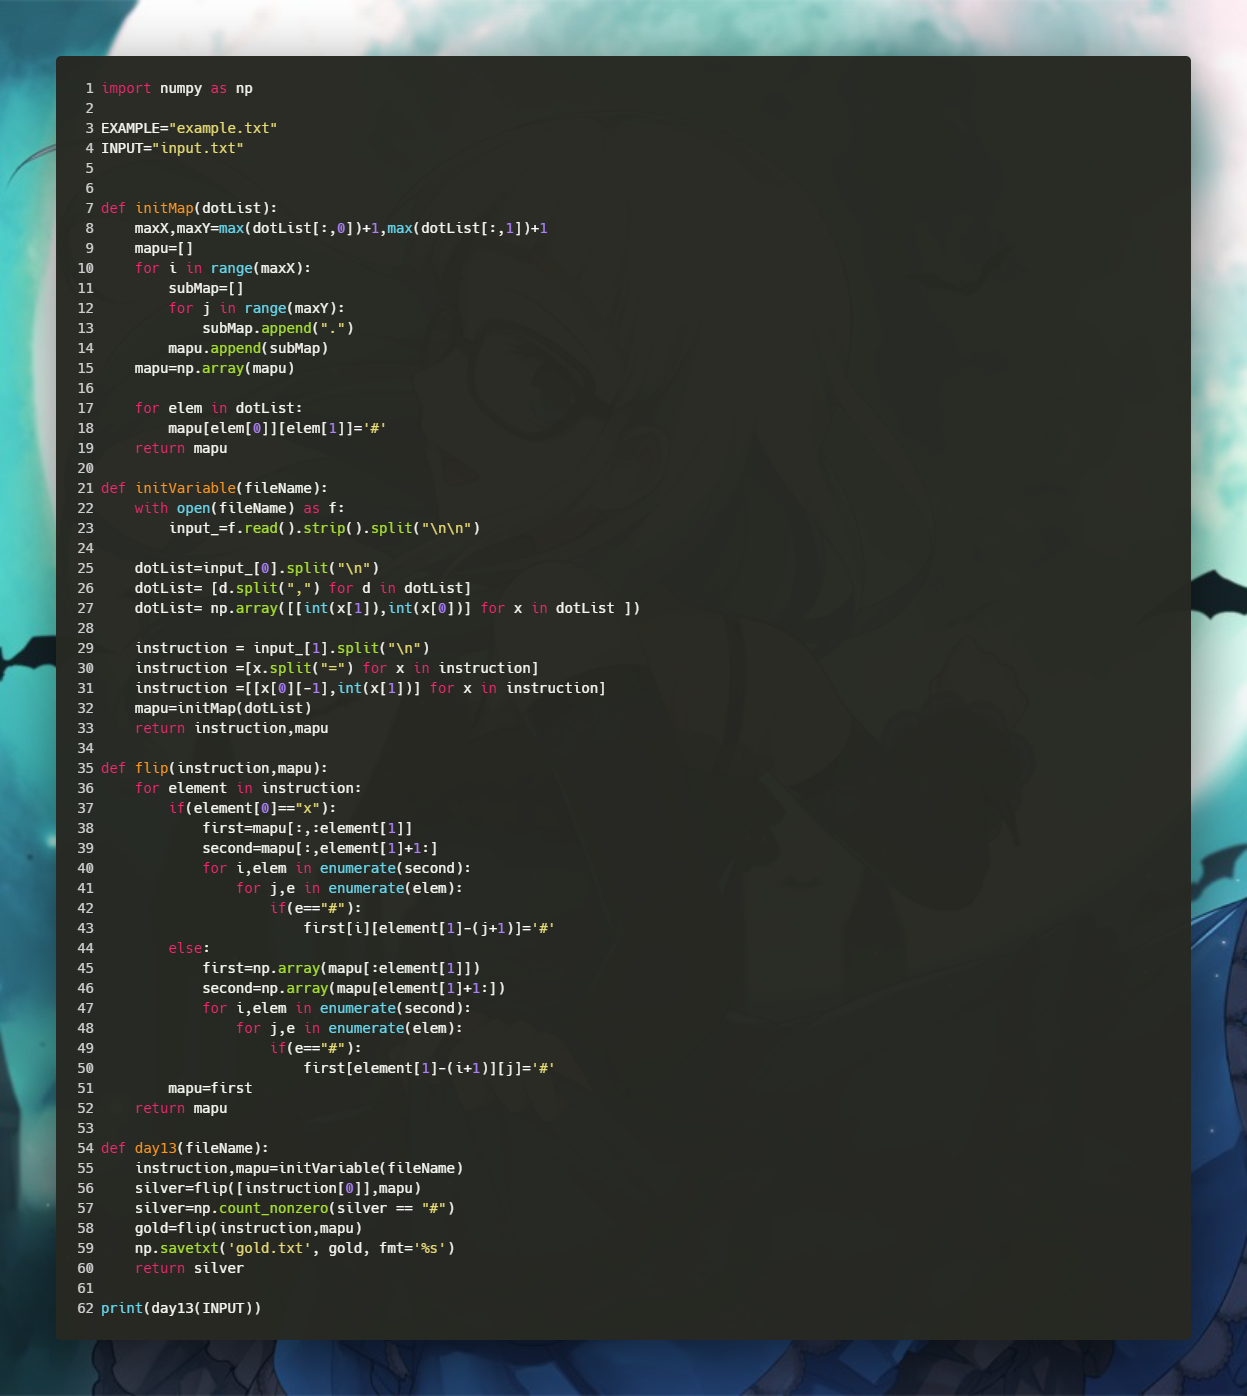 1 import numpy as np
2
3 EXAMPLE="example.txt"
4 INPUT="input.txt"
5
6
7 def initMap(dotList):
8     maxX,maxY=max(dotList[:,0])+1,max(dotList[:,1])+1
9     mapu=[]
10     for i in range(maxX):
11         subMap=[]
12         for j in range(maxY):
13             subMap.append(".")
14         mapu.append(subMap)
15     mapu=np.array(mapu)
16
17     for elem in dotList:
18         mapu[elem[0]][elem[1]]='#'
19     return mapu
20
21 def initVariable(fileName):
22     with open(fileName) as f:
23         input_=f.read().strip().split("\n\n")
24
25     dotList=input_[0].split("\n")
26     dotList= [d.split(",") for d in dotList]
27     dotList= np.array([[int(x[1]),int(x[0])] for x in dotList ])
28
29     instruction = input_[1].split("\n")
30     instruction =[x.split("=") for x in instruction]
31     instruction =[[x[0][-1],int(x[1])] for x in instruction]
32     mapu=initMap(dotList)
33     return instruction,mapu
34
35 def flip(instruction,mapu):
36     for element in instruction:
37         if(element[0]=="x"):
38             first=mapu[:,:element[1]]
39             second=mapu[:,element[1]+1:]
40             for i,elem in enumerate(second):
41                 for j,e in enumerate(elem):
42                     if(e=="#"):
43                         first[i][element[1]-(j+1)]='#'
44         else:
45             first=np.array(mapu[:element[1]])
46             second=np.array(mapu[element[1]+1:])
47             for i,elem in enumerate(second):
48                 for j,e in enumerate(elem):
49                     if(e=="#"):
50                         first[element[1]-(i+1)][j]='#'
51         mapu=first
52     return mapu
53
54 def day13(fileName):
55     instruction,mapu=initVariable(fileName)
56     silver=flip([instruction[0]],mapu)
57     silver=np.count_nonzero(silver == "#")
58     gold=flip(instruction,mapu)
59     np.savetxt('gold.txt', gold, fmt='%s')
60     return silver
61
62 print(day13(INPUT))